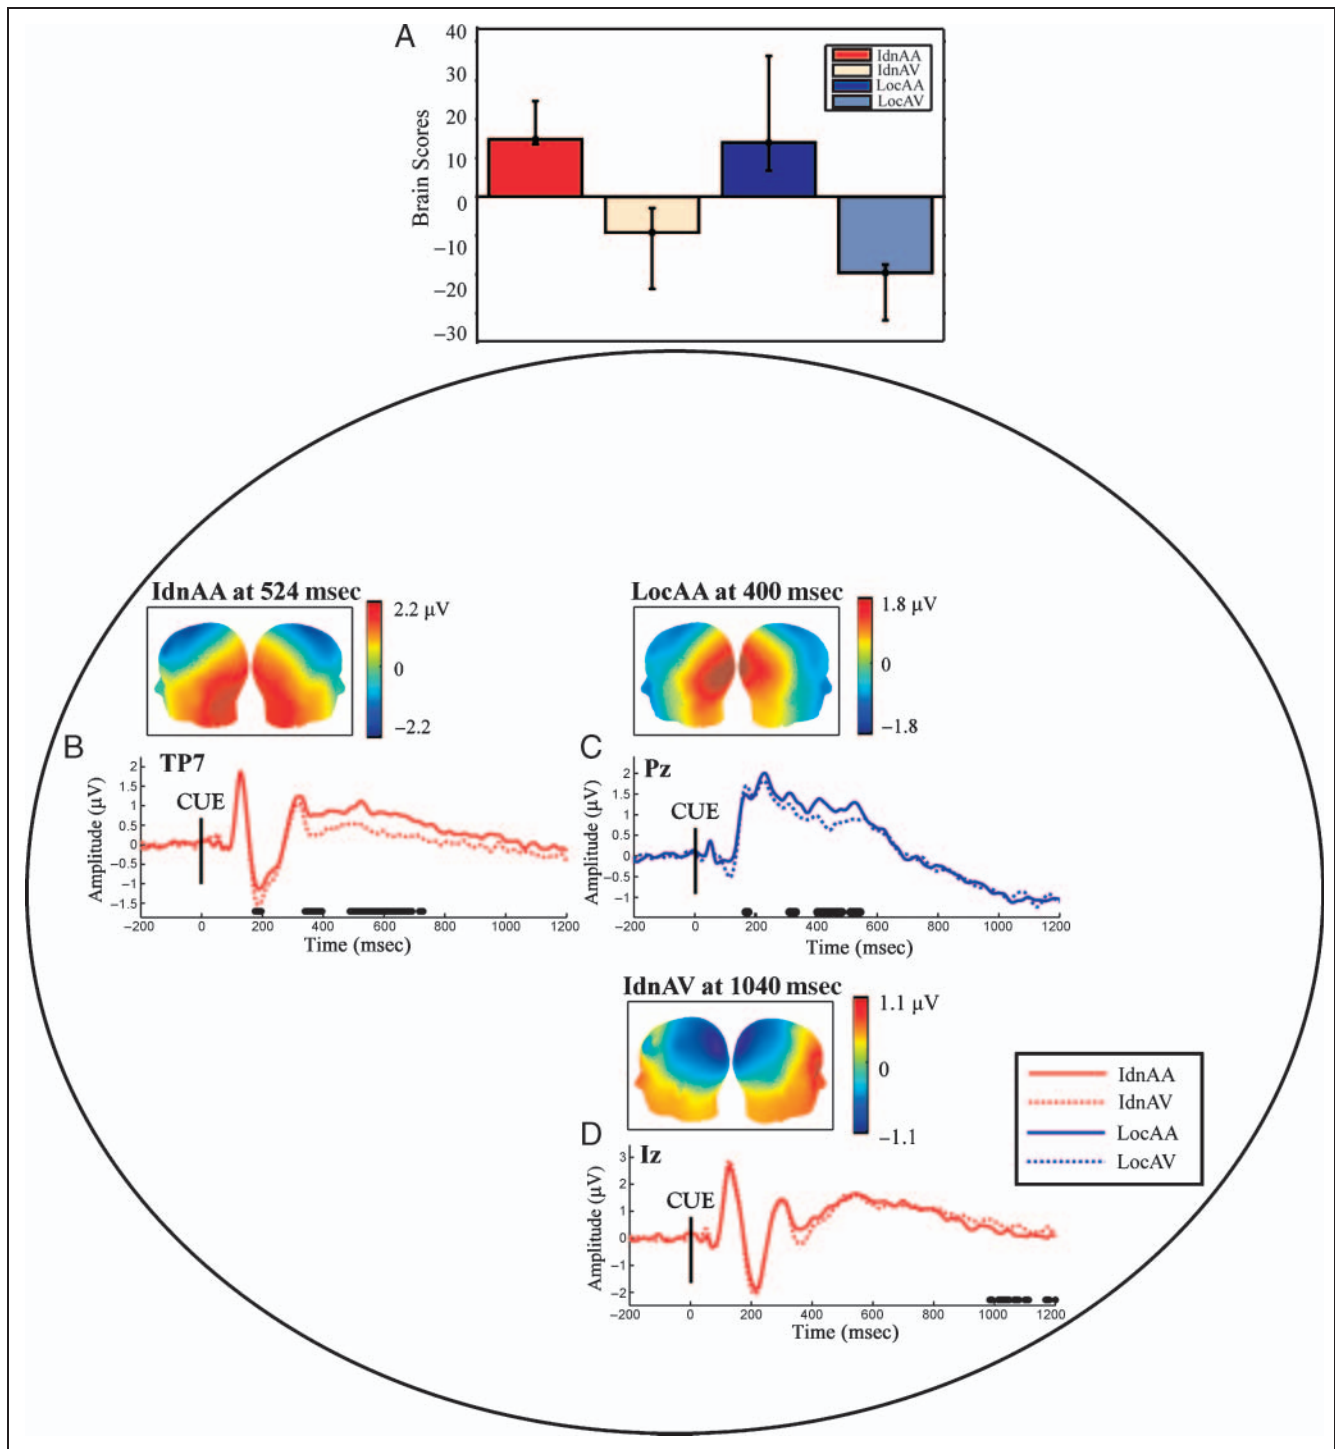 A
40
30
20
10
0
−10
−20
−30
Brain Scores
IdnAA
IdnAV
LocAA
LocAV
IdnAA at 524 msec
2.2 μV
0
−2.2
LocAA at 400 msec
1.8 μV
0
−1.8
B
TP7
CUE
Amplitude (μV)
2
1.5
1
0.5
0
−0.5
−1
−1.5
−200 0 200 400 600 800 1000 1200
Time (msec)
C
Pz
CUE
Amplitude (μV)
2
1.5
1
0.5
0
−0.5
−1
−200 0 200 400 600 800 1000 1200
Time (msec)
IdnAV at 1040 msec
1.1 μV
0
−1.1
D
Iz
CUE
Amplitude (μV)
3
2
1
0
−1
−2
−200 0 200 400 600 800 1000 1200
Time (msec)
IdnAA
IdnAV
LocAA
LocAV